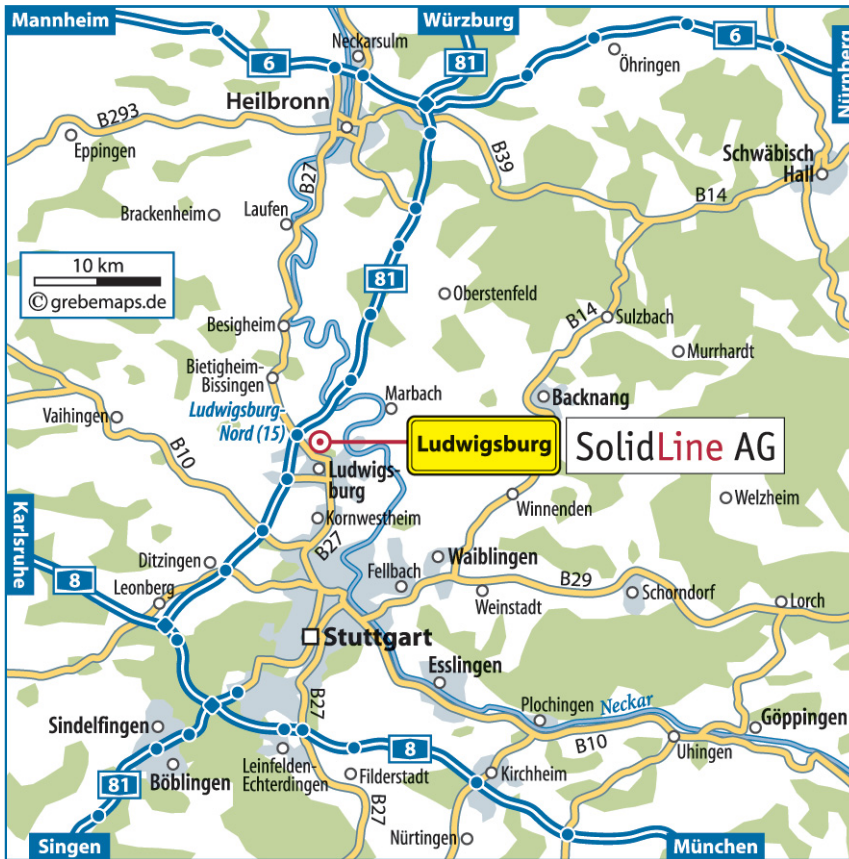 Mannheim
Würzburg
Neckarsulm
6
81
6
Öhringen
Nürnberg
Heilbronn
B293
Eppingen
B27
B39
Schwäbisch
Hall
B14
Brackenheim
Laufen
10 km
© grebemaps.de
81
Oberstenfeld
Besigheim
B14
Sulzbach
Murrhardt
Bietigheim-
Bissingen
Ludwigsburg-
Nord (15)
Marbach
Backnang
Vaihingen
B10
Ludwigsburg
SolidLine AG
Ludwigs-
burg
Winnenden
Welzheim
Karlsruhe
Kornwestheim
B27
Ditzingen
Waiblingen
8
Leonberg
Fellbach
B29
Weinstadt
Schorndorf
Lorch
Stuttgart
Esslingen
B27
Plochingen
Neckar
Göppingen
Sindelfingen
B10
Uhingen
8
81
Böblingen
Leinfelden-
Echterdingen
Filderstadt
Kirchheim
B27
Nürtingen
Singen
München